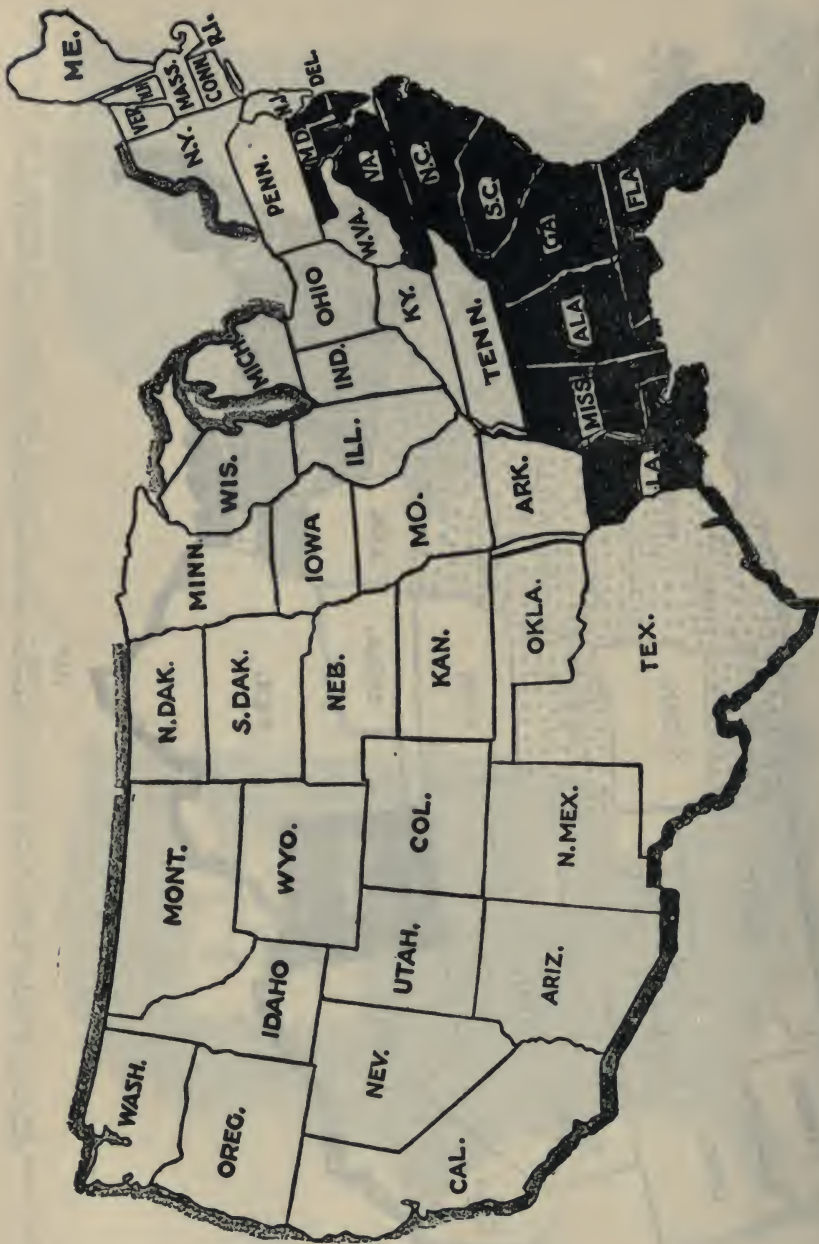 WASH.
OREG.
CAL.
NEV.
IDAHO
MONT.
WYO.
UTAH.
ARIZ.
COL.
N.MEX.
N.DAK.
S.DAK.
NEB.
KAN.
OKLA.
TEX.
MINN.
IOWA
MO.
ARK.
LA.
WIS.
ILL.
MICH.
IND.
OHIO
KY.
TENN.
MISS.
ALA
FLA
S.C.
N.C.
VA.
W.VA.
MD.
DEL.
N.J.
PENN.
N.Y.
VER.
MASS.
CONN
R.I.
ME.